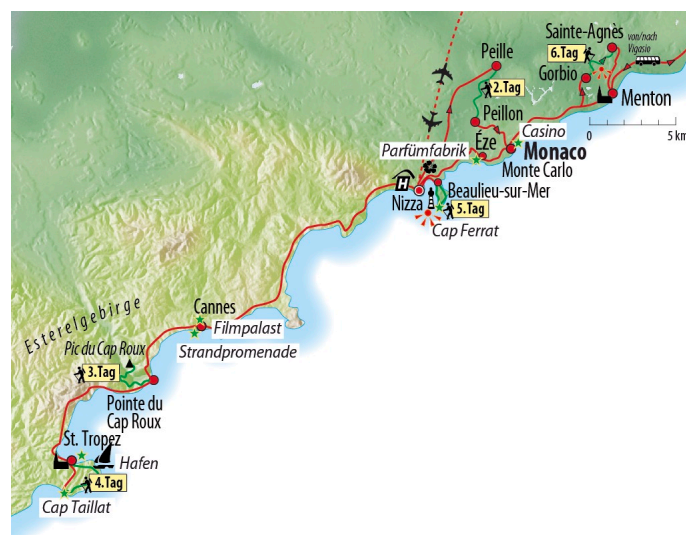 Sainte-Agnès
von/nach
Vigasio
6.Tag
Peille
Gorbio
2.Tag
Menton
Peillon
Casino
0 5 km
Parfümfabrik
Èze
Monaco
Monte Carlo
H
Nizza
Beaulieu-sur-Mer
5.Tag
Cap Ferrat
Cannes
Filmpalast
Strandpromenade
Esterelgebirge
Pic du Cap Roux
3.Tag
Pointe du
Cap Roux
St. Tropez
Hafen
4.Tag
Cap Taillat